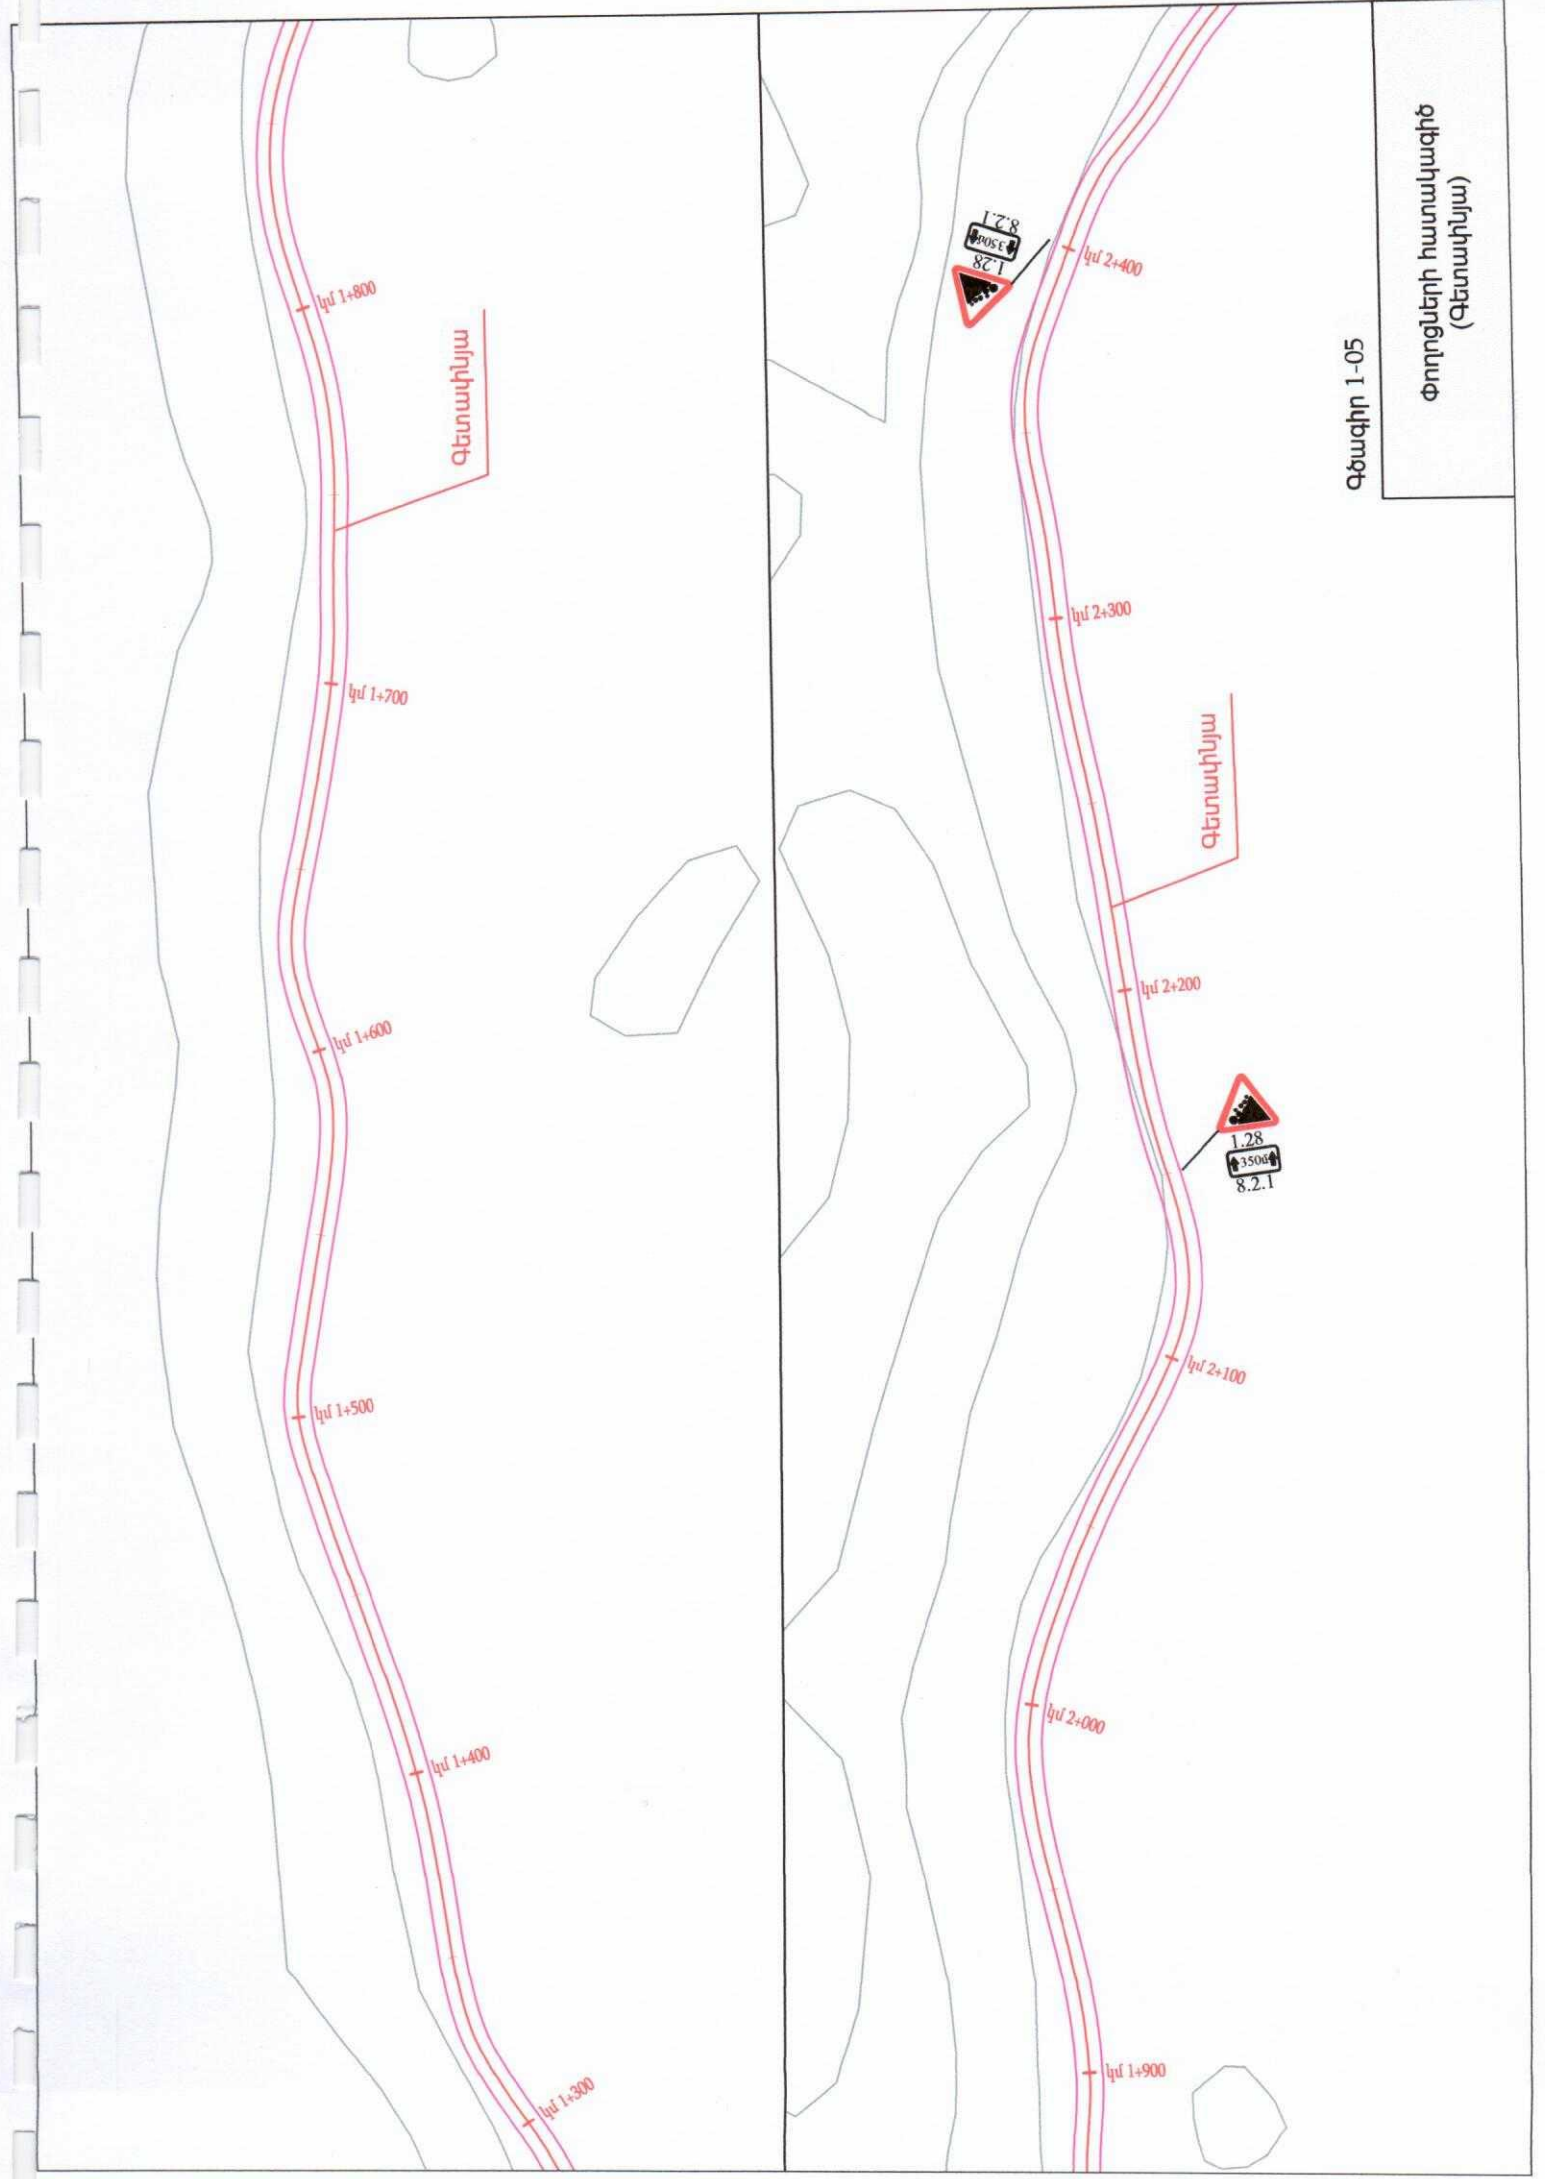 կմ 1+300
կմ 1+400
կմ 1+500
կմ 1+600
կմ 1+700
կմ 1+800
Գետափնյա
կմ 1+900
կմ 2+000
կմ 2+100
կմ 2+200
կմ 2+300
կմ 2+400
Գետափնյա
1.28
350մ
8.2.1
1.28
350մ
8.2.1
Գծագիր 1-05
Փողոցների հատակագիծ
(Գետափնյա)